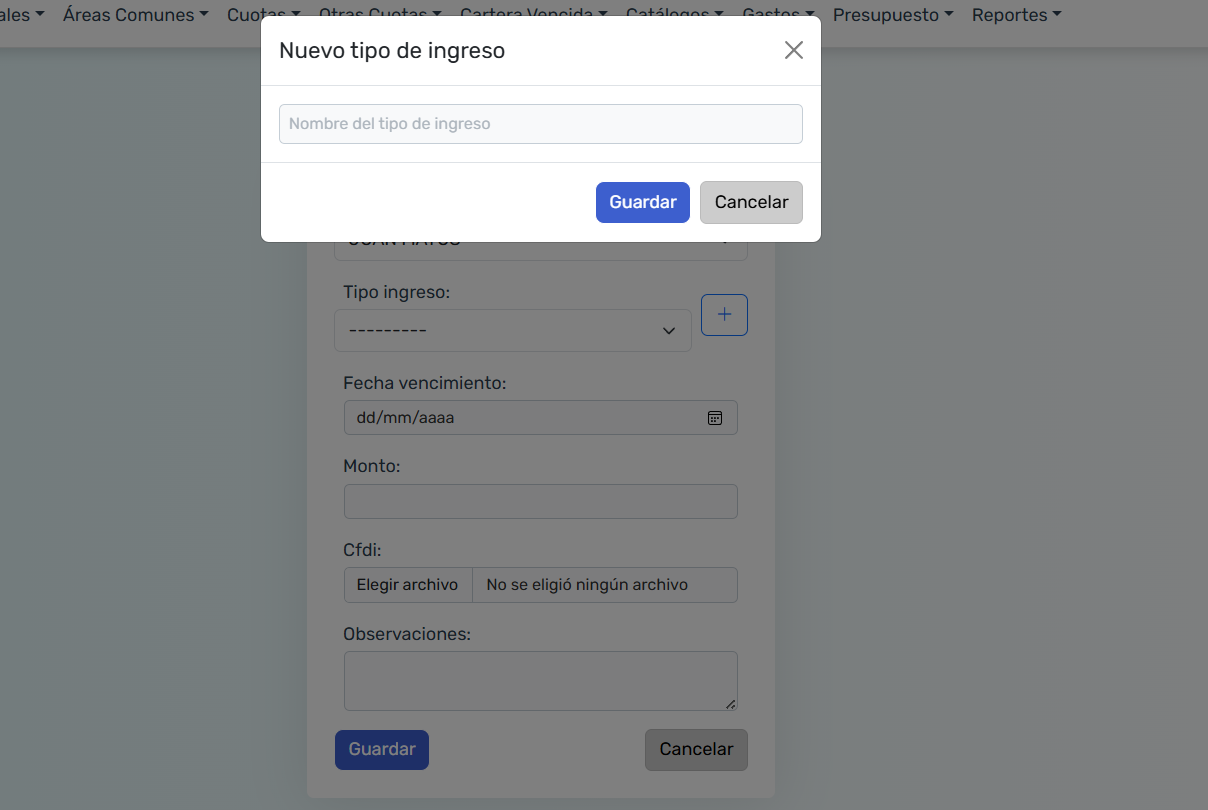 ales Áreas Comunes Cuotas Otras Cuotas Cartera Vencida Catálogos Gastos Presupuesto Reportes
Nuevo tipo de ingreso
Nombre del tipo de ingreso
Guardar Cancelar
Tipo ingreso:
---------
Fecha vencimiento:
dd/mm/aaaa
Monto:
Cfdi:
Elegir archivo No se eligió ningún archivo
Observaciones:
Guardar Cancelar